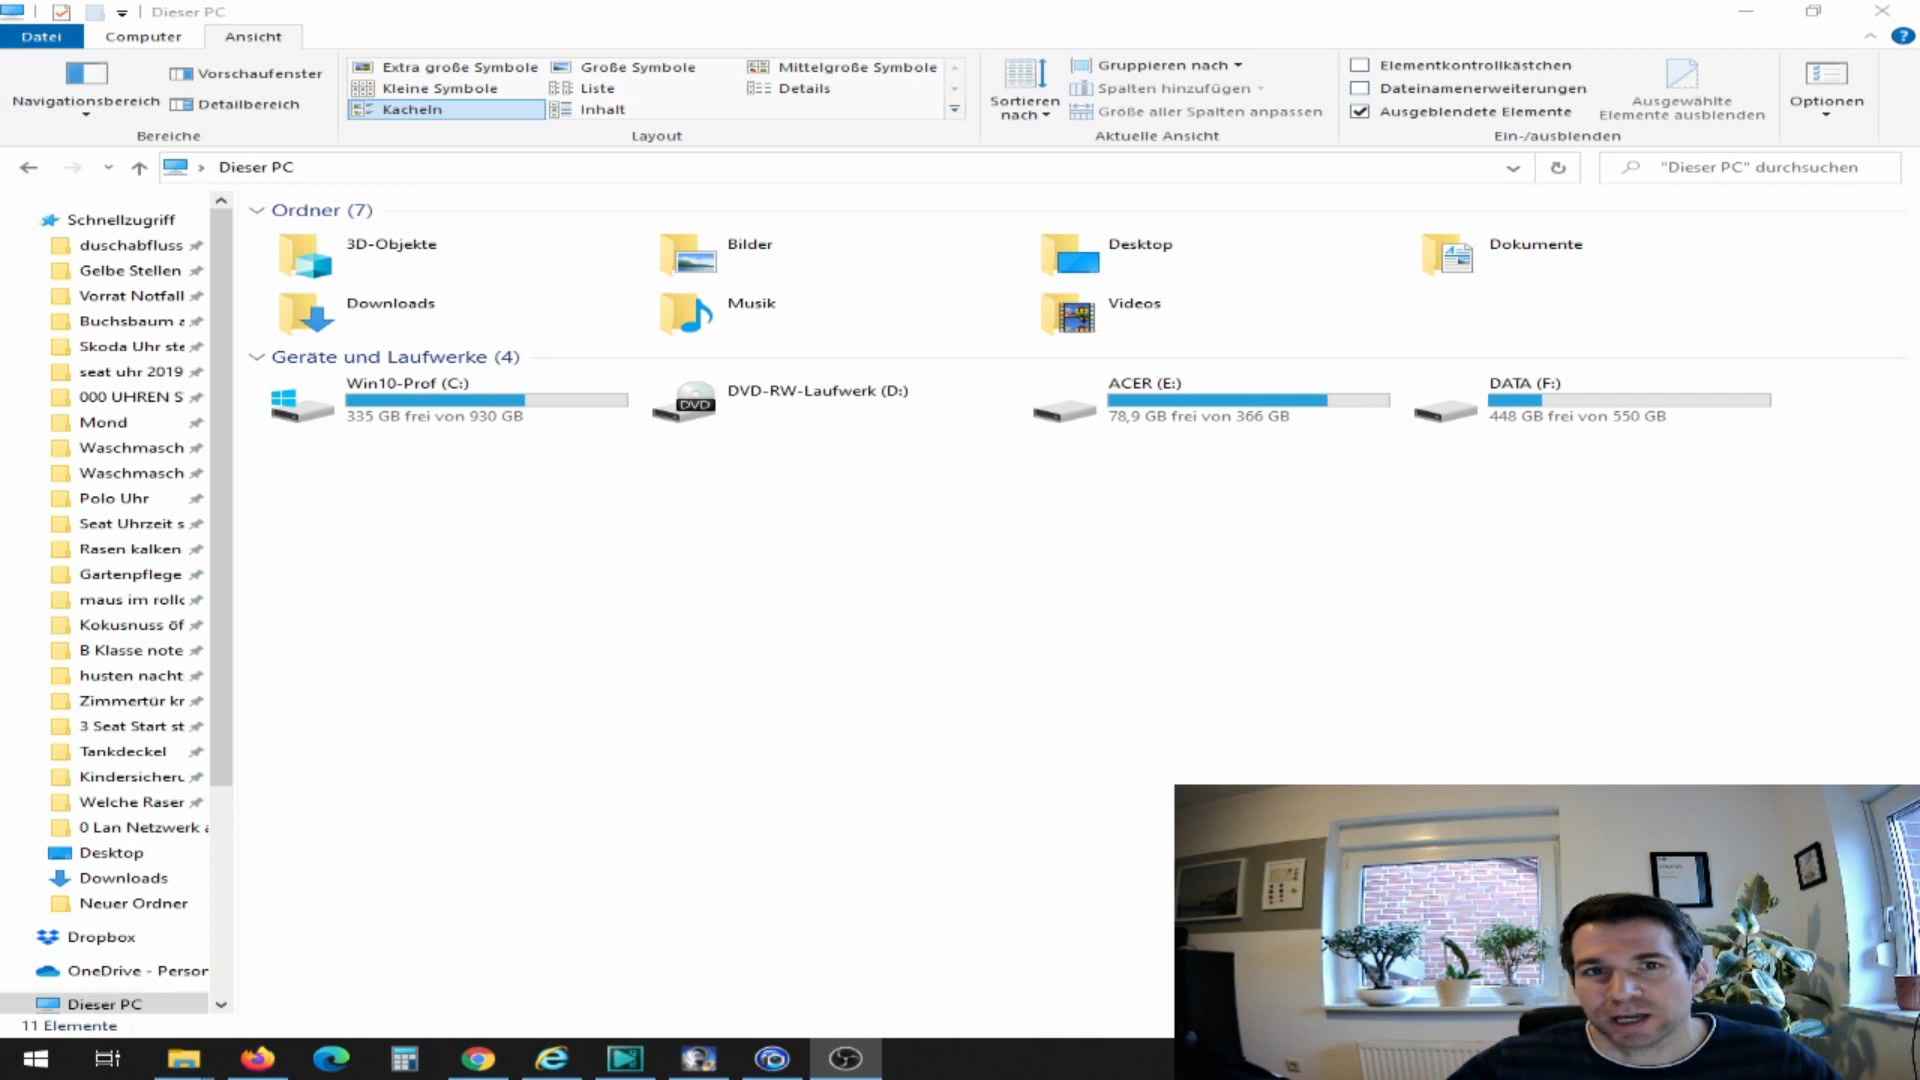 Dieser PC
Datei Computer Ansicht
Navigationsbereich
Vorschaufenster
Detailbereich
Bereiche
Extra große Symbole Große Symbole Mittelgroße Symbole
Kleine Symbole Liste Details
Kacheln Inhalt
Layout
Sortieren
nach
Gruppieren nach
Spalten hinzufügen
Größe aller Spalten anpassen
Aktuelle Ansicht
Elementkontrollkästchen
Dateinamenerweiterungen
Ausgeblendete Elemente
Ausgewählte
Elemente ausblenden
Ein-/ausblenden
Optionen
Dieser PC
"Dieser PC" durchsuchen
Schnellzugriff
duschabfluss
Gelbe Stellen
Vorrat Notfall
Buchsbaum a
Skoda Uhr ste
seat uhr 2019
000 UHREN S
Mond
Waschmasch
Waschmasch
Polo Uhr
Seat Uhrzeit s
Rasen kalken
Gartenpflege
maus im rollo
Kokusnuss öf
B Klasse note
husten nacht
Zimmertür kr
3 Seat Start st
Tankdeckel
Kindersicheru
Welche Rasen
0 Lan Netzwerk a
Desktop
Downloads
Neuer Ordner
Dropbox
OneDrive - Person
Dieser PC
11 Elemente
Ordner (7)
3D-Objekte Bilder Desktop Dokumente
Downloads Musik Videos
Geräte und Laufwerke (4)
Win10-Prof (C:)
335 GB frei von 930 GB
DVD-RW-Laufwerk (D:)
DVD
ACER (E:)
78,9 GB frei von 366 GB
DATA (F:)
448 GB frei von 550 GB